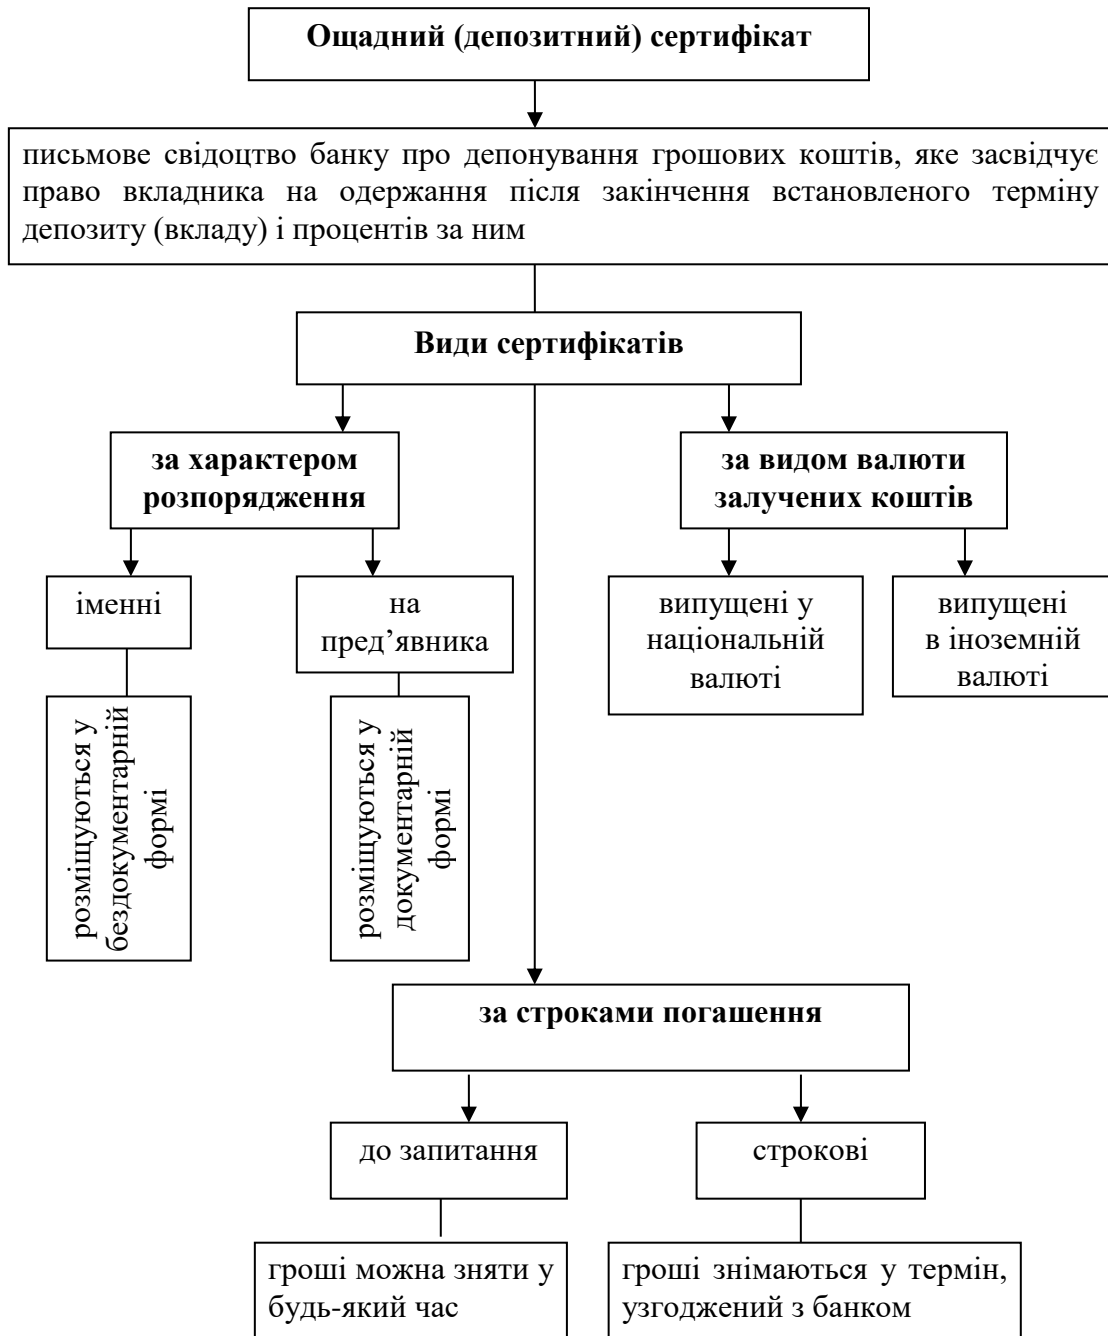 Ощадний (депозитний) сертифікат
письмове свідоцтво банку про депонування грошових коштів, яке засвідчує
право вкладника на одержання після закінчення встановленого терміну
депозиту (вкладу) і процентів за ним
Види сертифікатів
за характером
розпорядження
за видом валюти
залучених коштів
іменні
на
пред’явника
випущені у
національній
валюті
випущені
в іноземній
валюті
розміщуються у
бездокументарній
формі
розміщуються у
документарній
формі
за строками погашення
до запитання
строкові
гроші можна зняти у
будь-який час
гроші знімаються у термін,
узгоджений з банком